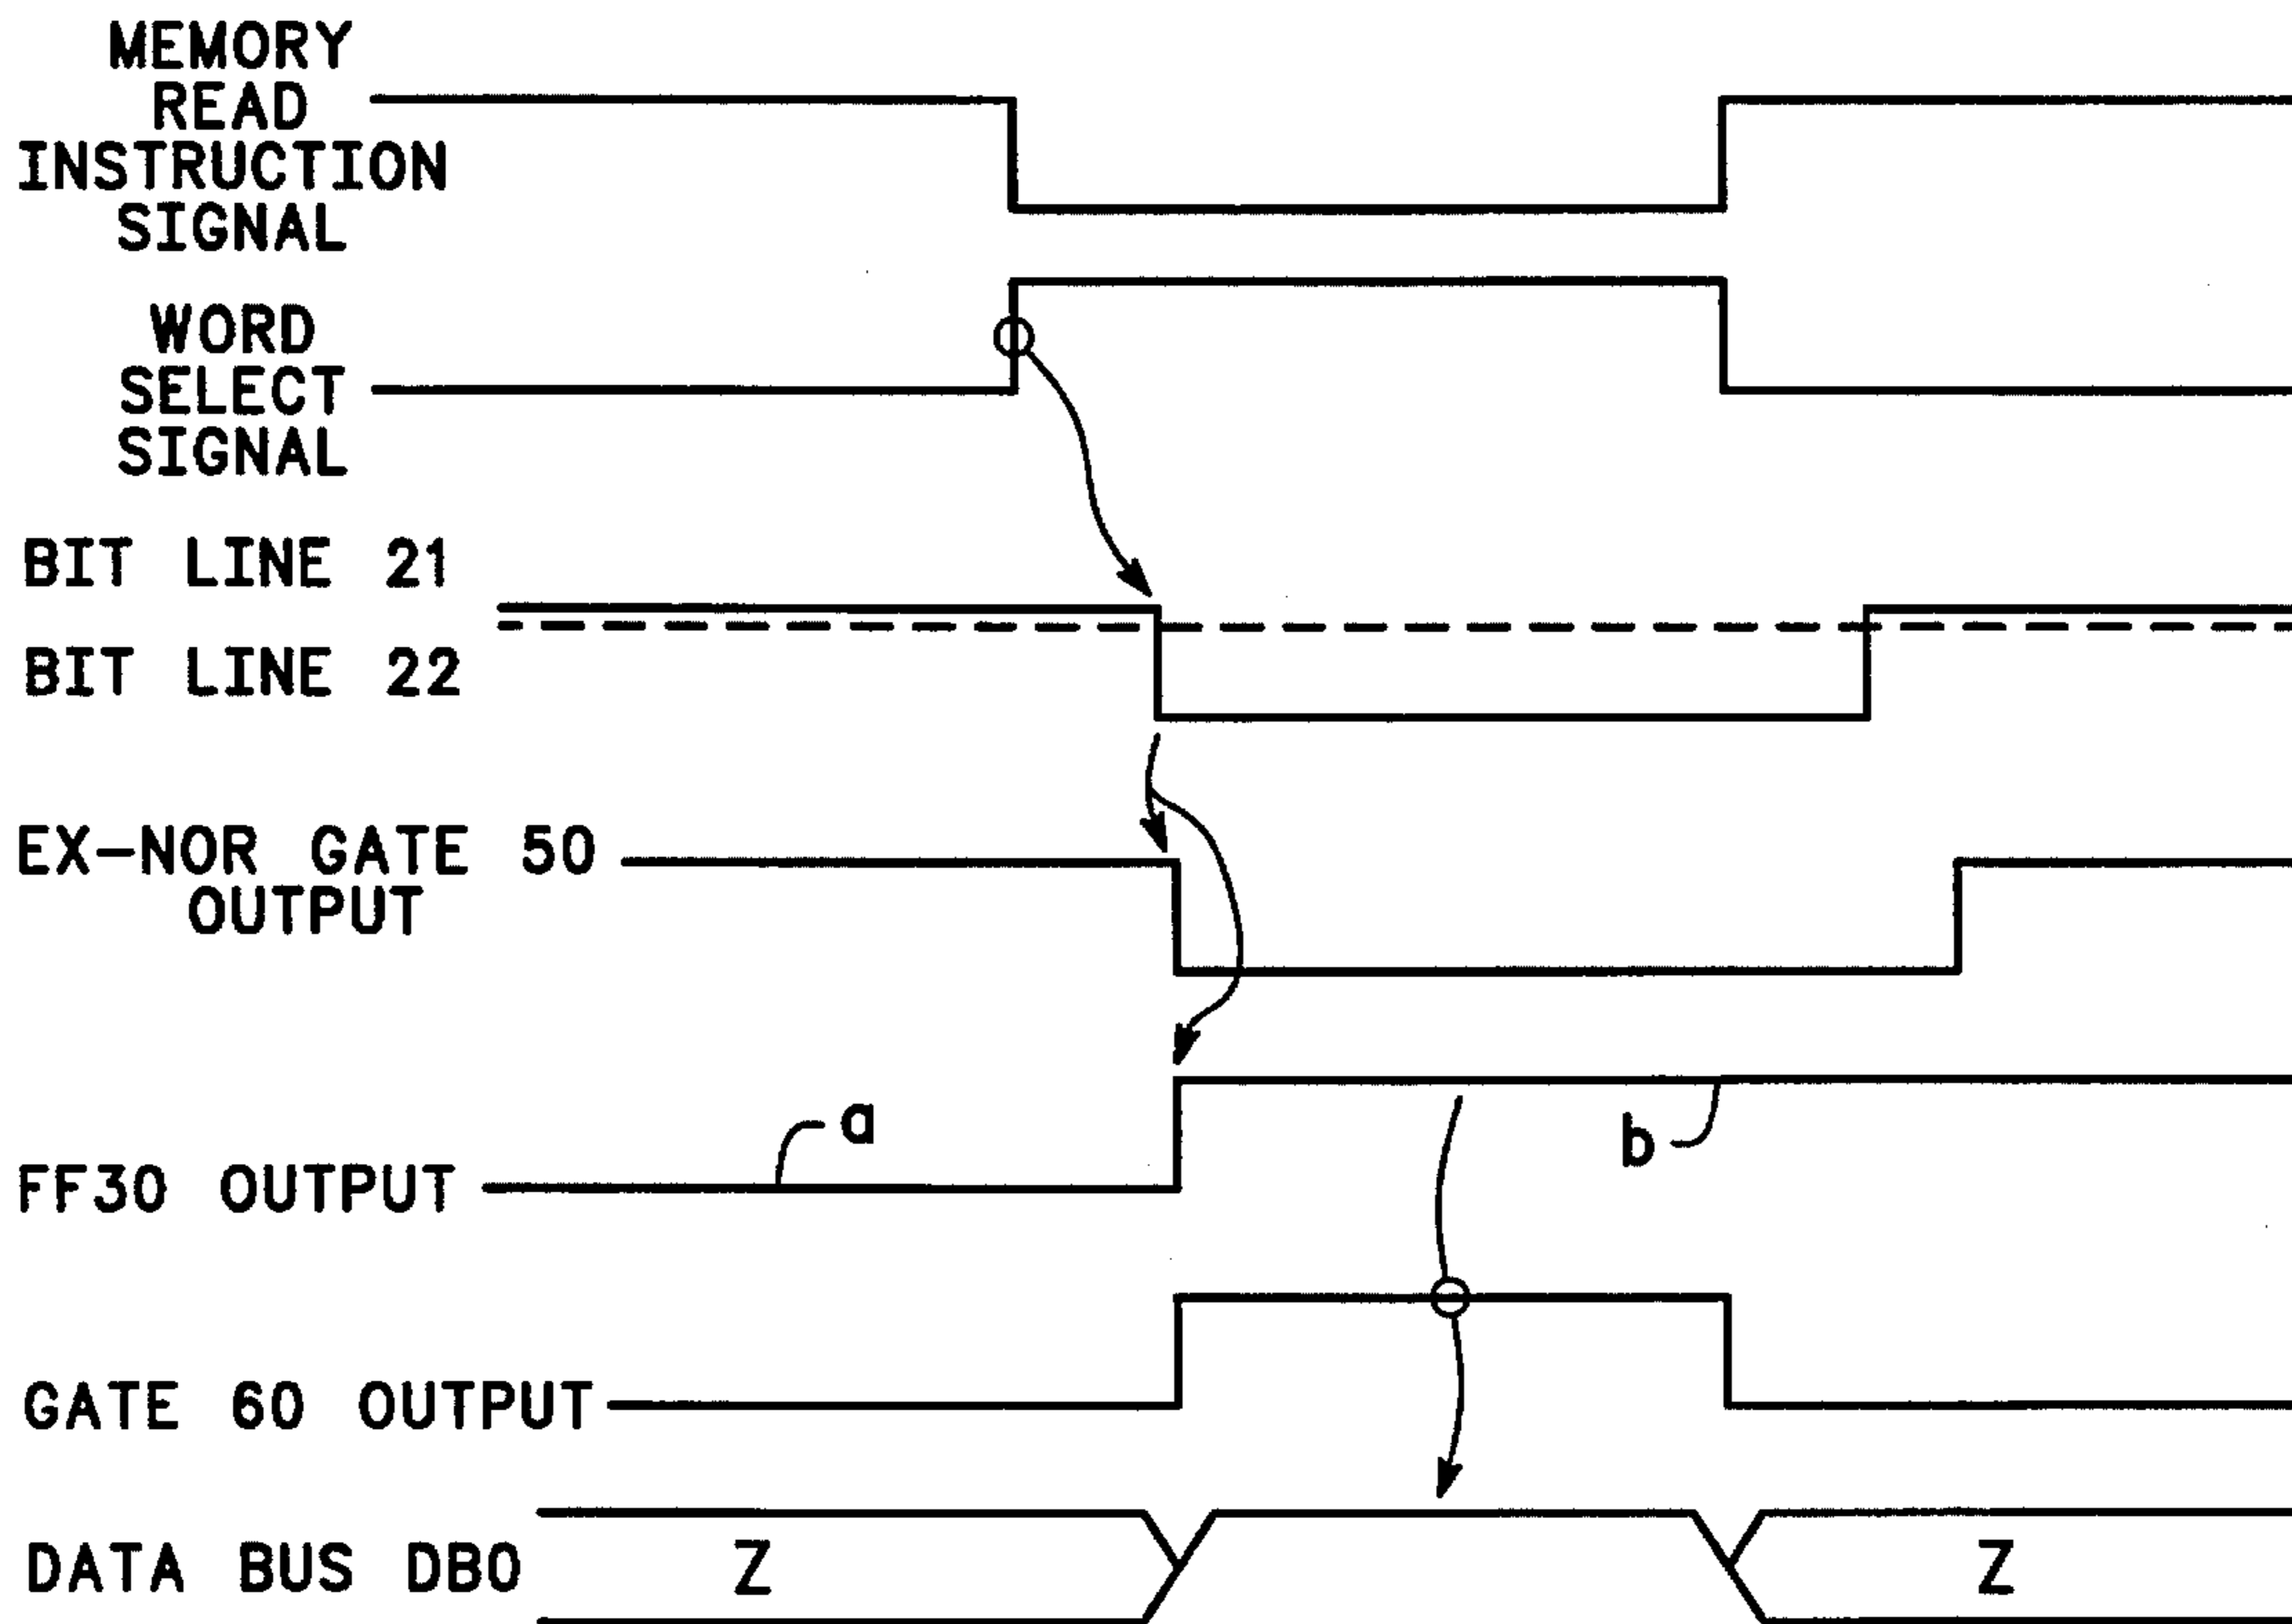 MEMORY
READ
INSTRUCTION
SIGNAL
WORD
SELECT
SIGNAL
BIT LINE 21
BIT LINE 22
EX-NOR GATE 50
OUTPUT
a
b
FF30 OUTPUT
GATE 60 OUTPUT
DATA BUS DB0
Z
Z